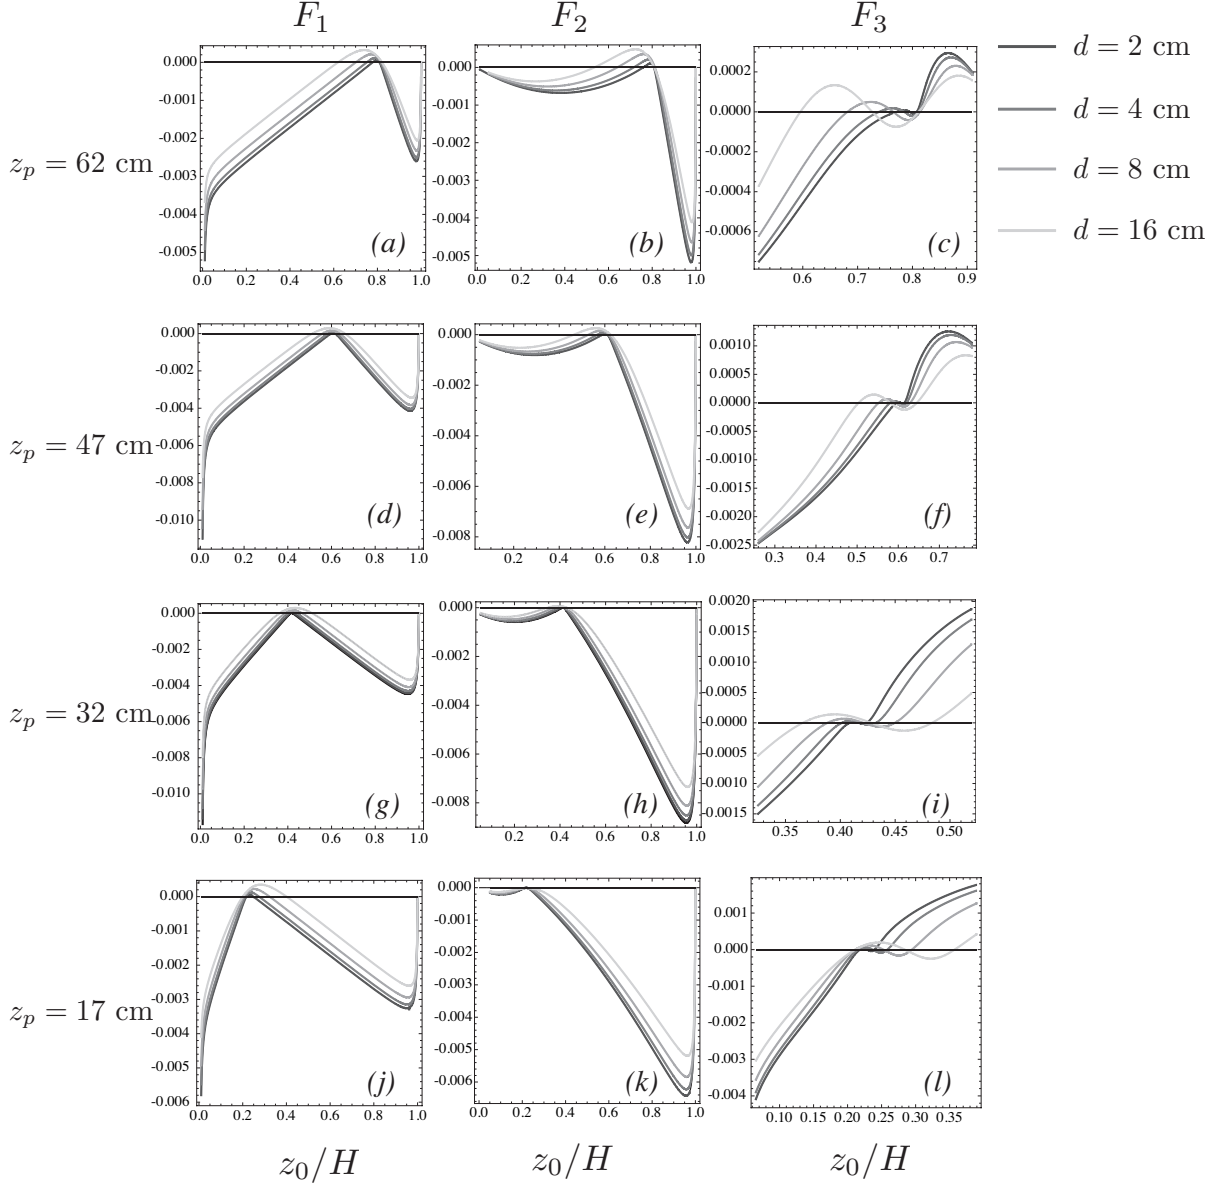 F1 F2 F3
d = 2 cm
d = 4 cm
d = 8 cm
d = 16 cm
zp = 62 cm
0.000
-0.001
-0.002
-0.003
-0.004
-0.005
(a)
0.0 0.2 0.4 0.6 0.8 1.0
0.000
-0.001
-0.002
-0.003
-0.004
-0.005
(b)
0.0 0.2 0.4 0.6 0.8 1.0
0.0002
0.0000
-0.0002
-0.0004
-0.0006
(c)
0.6 0.7 0.8 0.9
zp = 47 cm
0.000
-0.002
-0.004
-0.006
-0.008
-0.010
(d)
0.0 0.2 0.4 0.6 0.8 1.0
0.000
-0.002
-0.004
-0.006
-0.008
(e)
0.2 0.4 0.6 0.8 1.0
0.0010
0.0005
0.0000
-0.0005
-0.0010
-0.0015
-0.0020
-0.0025
(f)
0.3 0.4 0.5 0.6 0.7
zp = 32 cm
0.000
-0.002
-0.004
-0.006
-0.008
-0.010
(g)
0.0 0.2 0.4 0.6 0.8 1.0
0.000
-0.002
-0.004
-0.006
-0.008
(h)
0.2 0.4 0.6 0.8 1.0
0.0020
0.0015
0.0010
-0.0005
-0.0000
-0.0005
-0.0010
-0.0015
(i)
0.35 0.40 0.45 0.50
zp = 17 cm
0.000
-0.001
-0.002
-0.003
-0.004
-0.005
-0.006
(j)
0.0 0.2 0.4 0.6 0.8 1.0
0.000
-0.001
-0.002
-0.003
-0.004
-0.005
-0.006
(k)
0.0 0.2 0.4 0.6 0.8 1.0
0.001
0.000
-0.001
-0.002
-0.003
-0.004
(l)
0.10 0.15 0.20 0.25 0.30 0.35
z0/H z0/H z0/H